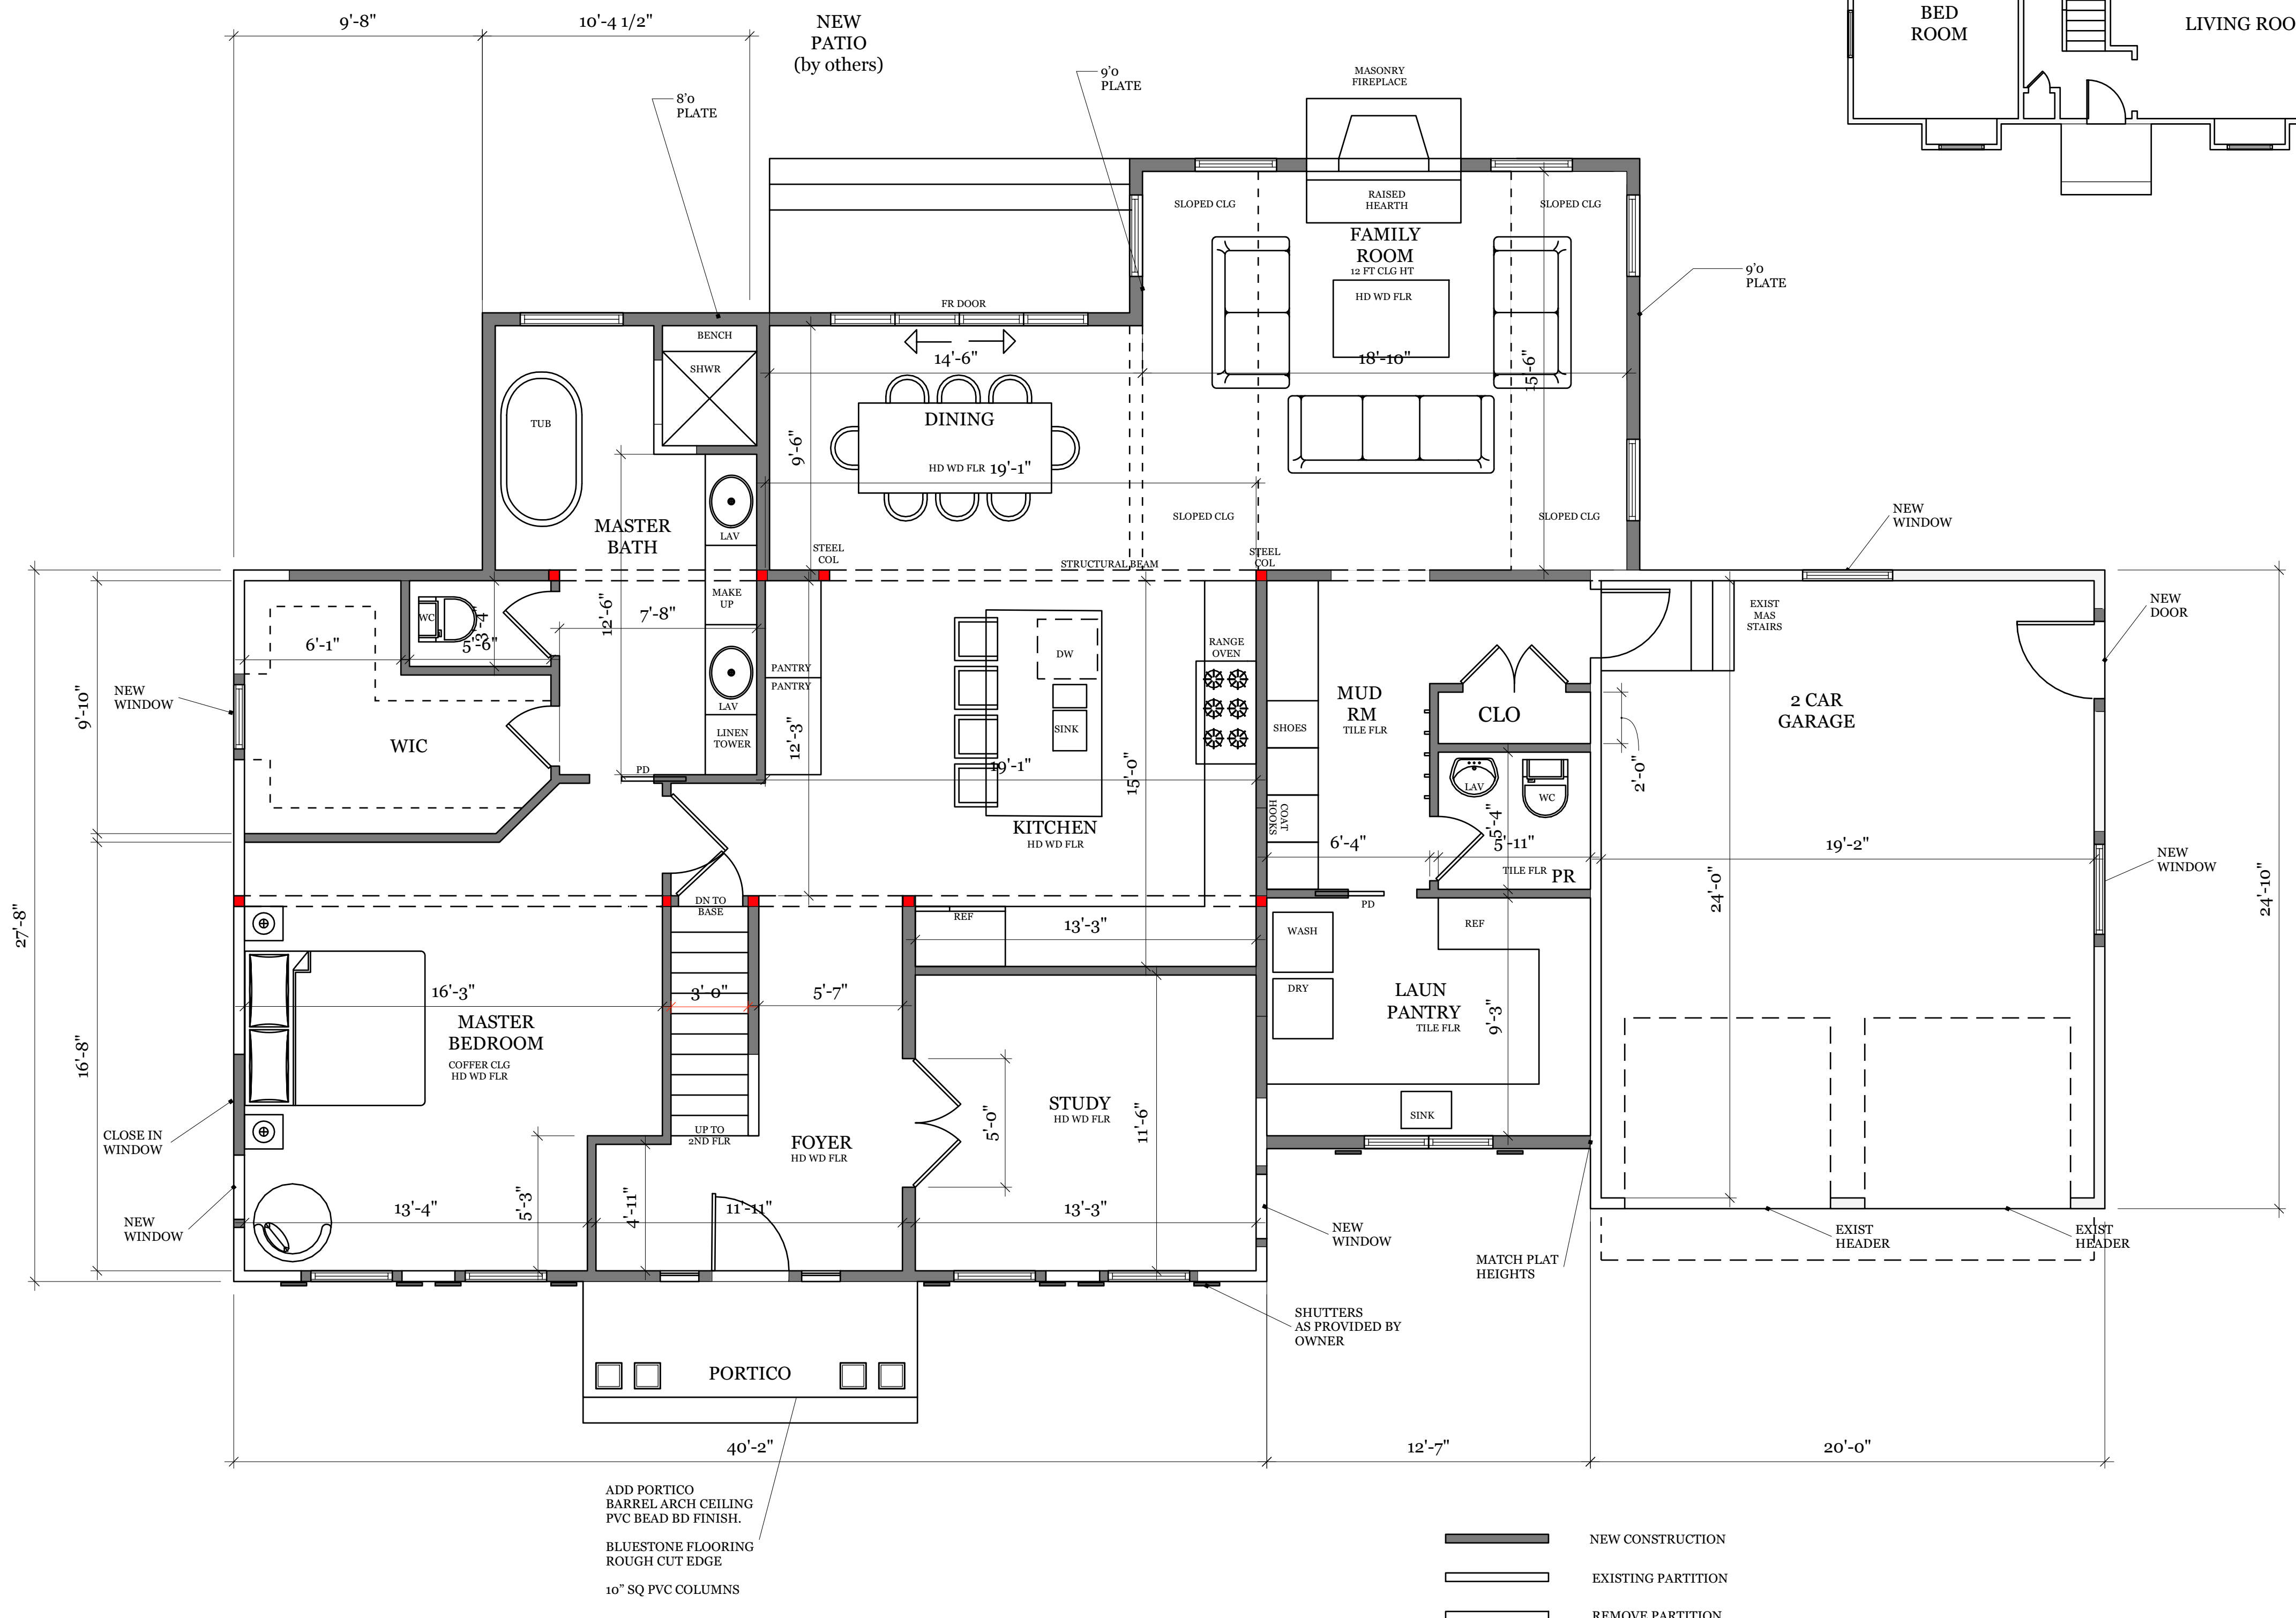 9'-8"
10'-4 1/2"
NEW
PATIO
(by others)
BED
ROOM
LIVING ROO
8'0
PLATE
9'0
PLATE
MASONRY
FIREPLACE
RAISED
HEARTH
SLOPED CLG
SLOPED CLG
FAMILY
ROOM
12 FT CLG HT
HD WD FLR
9'0
PLATE
FR DOOR
BENCH
SHWR
14'-6"
18'-10"
15'-6"
TUB
DINING
HD WD FLR
19'-1"
9'-6"
MASTER
BATH
LAV
SLOPED CLG
SLOPED CLG
NEW
WINDOW
STEEL
COL
STRUCTURAL BEAM
STEEL
COL
MAKE
UP
WC
3'-4
5'-6"
6'-1"
12'-6"
7'-8"
EXIST
MAS
STAIRS
NEW
DOOR
RANGE
OVEN
DW
PANTRY
PANTRY
LAV
NEW
WINDOW
9'-10"
WIC
LINEN
TOWER
PD
12'-3"
SINK
19'-1"
15'-0"
MUD
RM
TILE FLR
SHOES
CLO
2'-0"
2 CAR
GARAGE
COAT
HOOKS
LAV
WC
KITCHEN
HD WD FLR
6'-4"
5'-4"
5'-11"
TILE FLR
PR
19'-2"
NEW
WINDOW
24'-0"
24'-10"
27'-8"
DN TO
BASE
REF
13'-3"
PD
WASH
REF
DRY
LAUN
PANTRY
TILE FLR
9'-3"
16'-3"
3'-0"
5'-7"
MASTER
BEDROOM
COFFER CLG
HD WD FLR
16'-8"
CLOSE IN
WINDOW
UP TO
2ND FLR
FOYER
HD WD FLR
5'-0"
STUDY
HD WD FLR
11'-6"
SINK
NEW
WINDOW
13'-4"
5'-3"
4'-11"
11'-11"
13'-3"
NEW
WINDOW
MATCH PLAT
HEIGHTS
EXIST
HEADER
EXIST
HEADER
SHUTTERS
AS PROVIDED BY
OWNER
PORTICO
40'-2"
12'-7"
20'-0"
ADD PORTICO
BARREL ARCH CEILING
PVC BEAD BD FINISH.
BLUESTONE FLOORING
ROUGH CUT EDGE
10" SQ PVC COLUMNS
NEW CONSTRUCTION
EXISTING PARTITION
REMOVE PARTITION